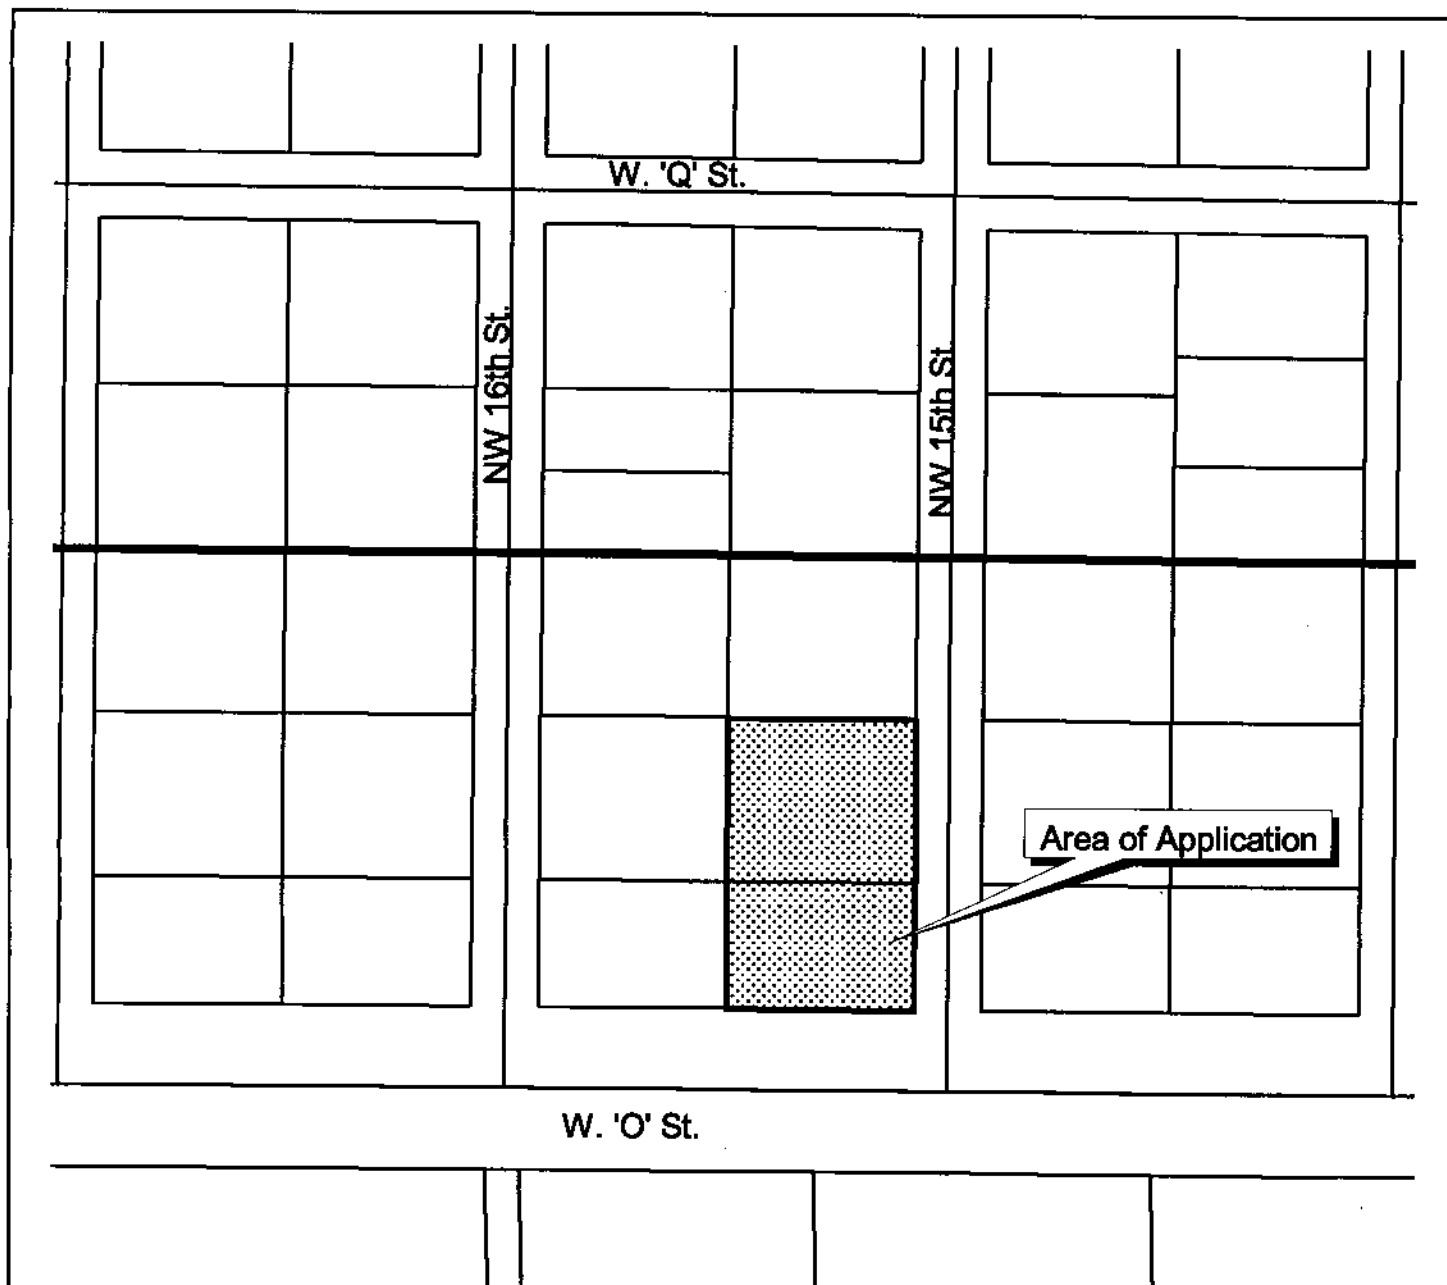 W. 'Q' St.
NW 16th St.
NW 15th St.
Area of Application
W. 'O' St.